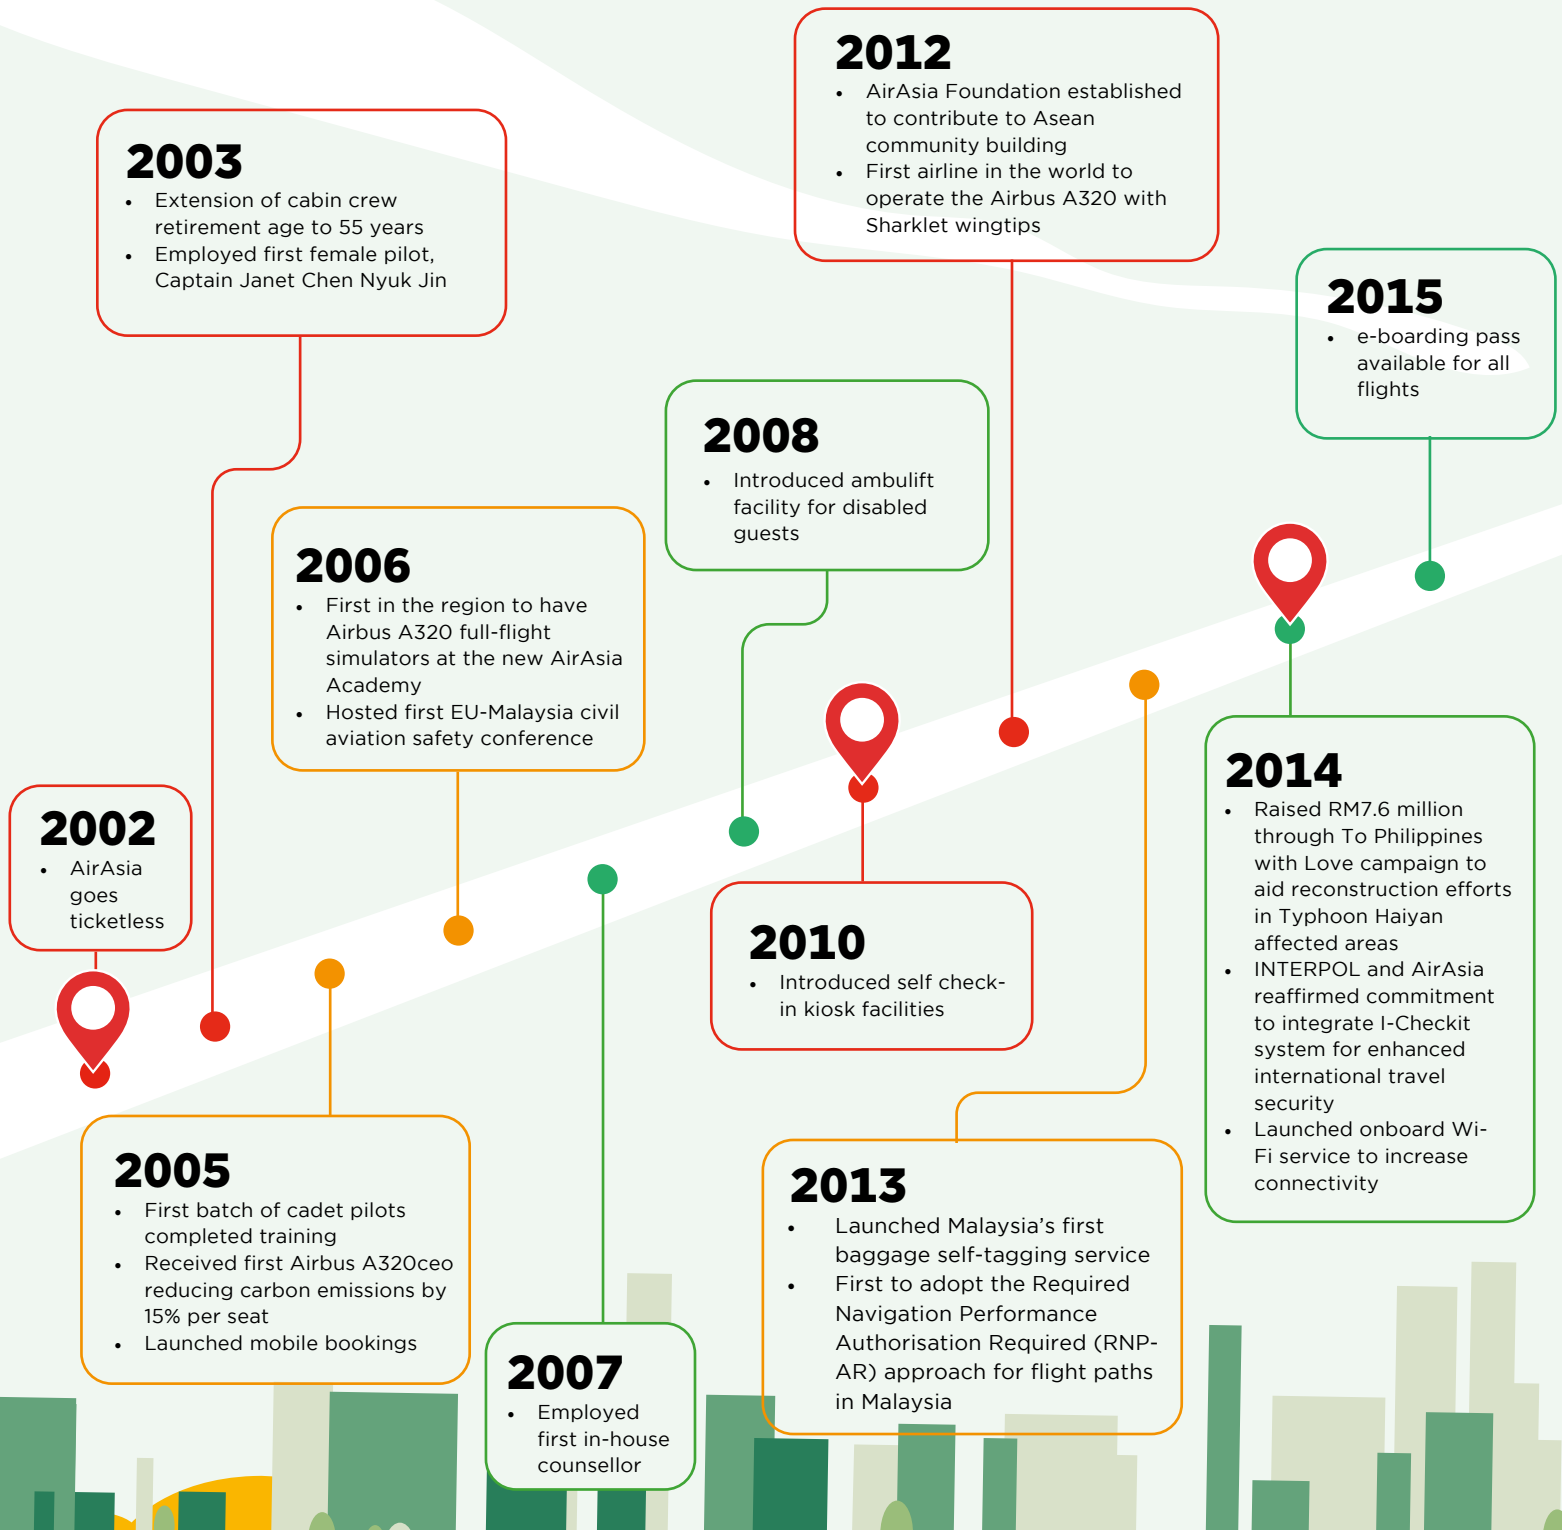 2002
• AirAsia
goes
ticketless
2003
• Extension of cabin crew
retirement age to 55 years
• Employed first female pilot,
Captain Janet Chen Nyuk Jin
2005
• First batch of cadet pilots
completed training
• Received first Airbus A320ceo
reducing carbon emissions by
15% per seat
• Launched mobile bookings
2006
• First in the region to have
Airbus A320 full-flight
simulators at the new AirAsia
Academy
• Hosted first EU-Malaysia civil
aviation safety conference
2007
• Employed
first in-house
counsellor
2008
• Introduced ambulift
facility for disabled
guests
2010
• Introduced self check-
in kiosk facilities
2012
• AirAsia Foundation established
to contribute to Asean
community building
• First airline in the world to
operate the Airbus A320 with
Sharklet wingtips
2013
• Launched Malaysia’s first
baggage self-tagging service
• First to adopt the Required
Navigation Performance
Authorisation Required (RNP-
AR) approach for flight paths
in Malaysia
2014
• Raised RM7.6 million
through To Philippines
with Love campaign to
aid reconstruction efforts
in Typhoon Haiyan
affected areas
• INTERPOL and AirAsia
reaffirmed commitment
to integrate I-Checkit
system for enhanced
international travel
security
• Launched onboard Wi-
Fi service to increase
connectivity
2015
• e-boarding pass
available for all
flights